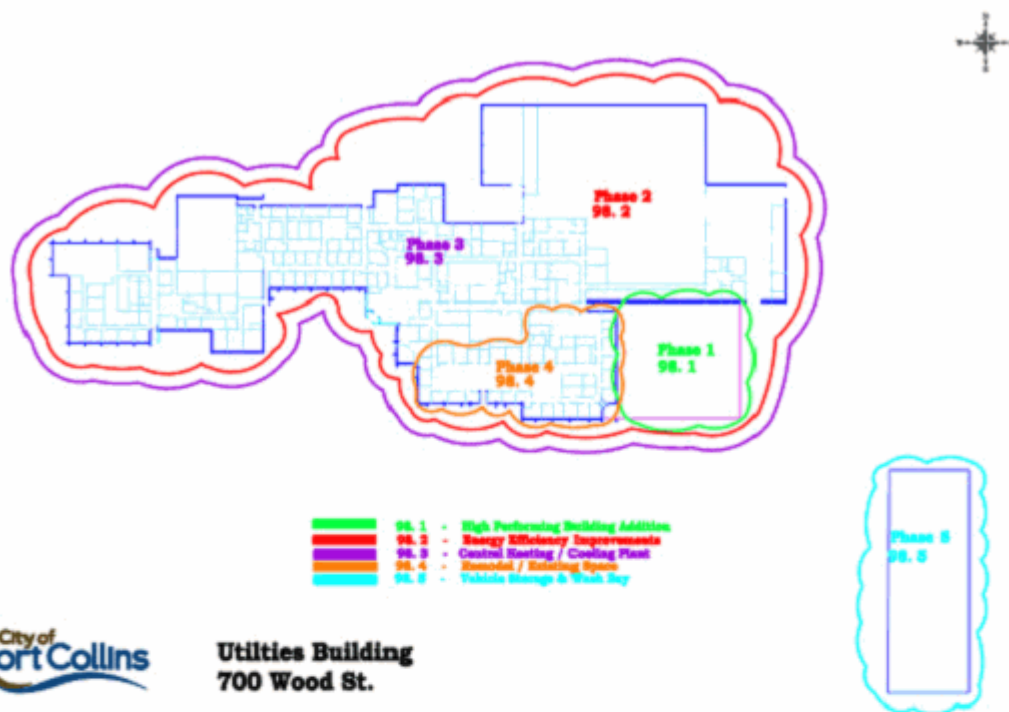 Phase 2
98. 2
Phase 3
98. 3
Phase 1
98. 1
Phase 4
98. 4
98. 1 - High Performing Building Addition
98. 2 - Energy Efficiency Improvements
98. 3 - Central Heating / Cooling Plant
98. 4 - Remodel / Existing Space
98. 5 - Vehicle Storage & Wash Bay
Phase 5
98. 5
City of
ort Collins
Utilties Building
700 Wood St.